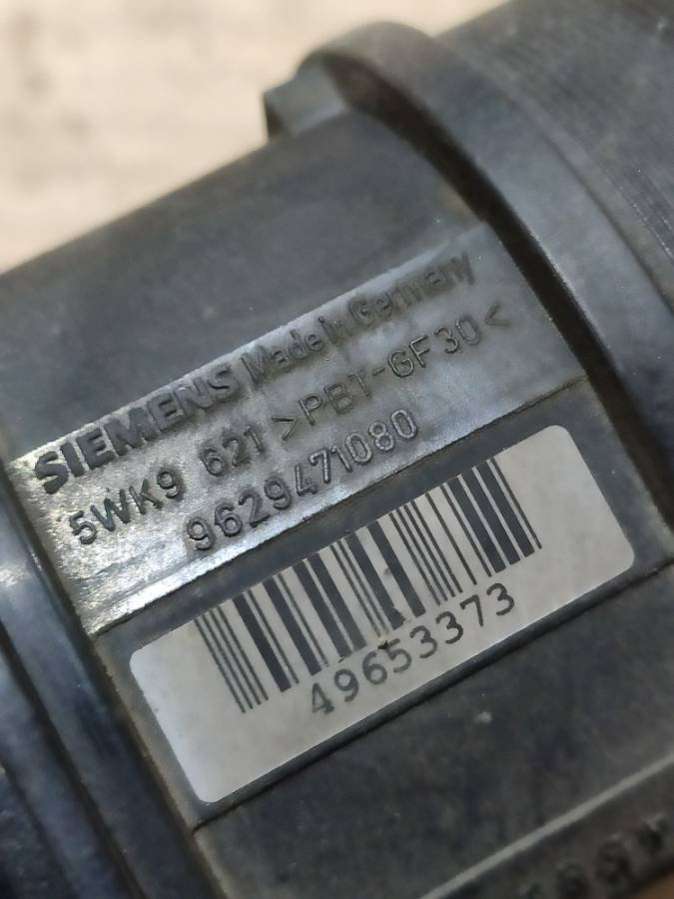 SIEMENS Made in Germany
5WK9 621 >PBT-GF30<
9629471080
49653373